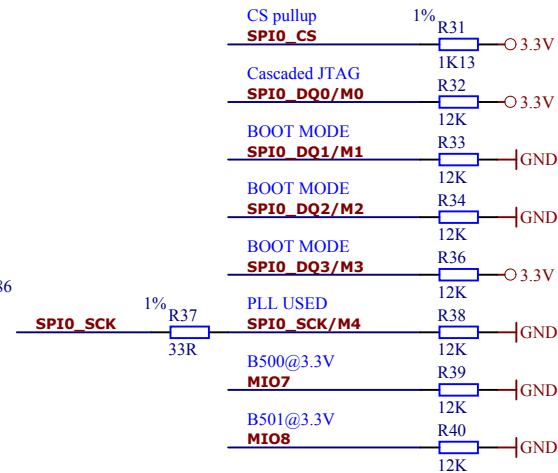 CS pullup
1%
R31
SPI0_CS
3.3V
1K13
Cascaded JTAG
R32
SPI0_DQ0/M0
3.3V
12K
BOOT MODE
R33
SPI0_DQ1/M1
GND
12K
BOOT MODE
R34
SPI0_DQ2/M2
GND
12K
BOOT MODE
R36
SPI0_DQ3/M3
3.3V
12K
86
1%
R37
SPI0_SCK
33R
PLL USED
R38
SPI0_SCK/M4
GND
12K
B500@3.3V
R39
MIO7
GND
12K
B501@3.3V
R40
MIO8
GND
12K